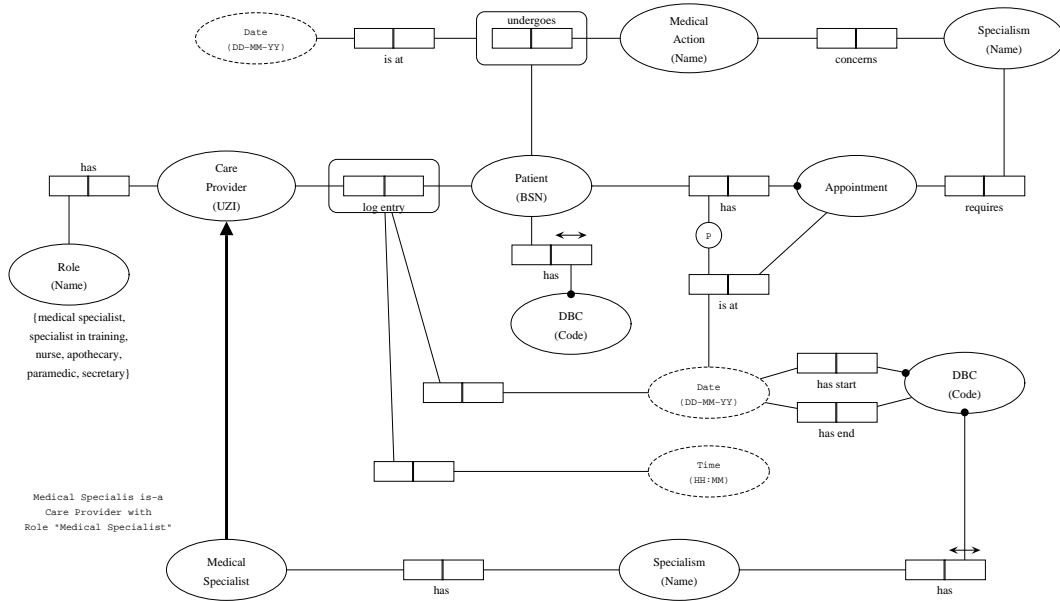 undergoes
Date
(DD-MM-YY)
is at
Medical
Action
(Name)
concerns
Specialism
(Name)
has
Care
Provider
(UZI)
log entry
Patient
(BSN)
has
Appointment
requires
P
Role
(Name)
{medical specialist,
specialist in training,
nurse, apothecary,
paramedic, secretary}
has
DBC
(Code)
is at
Date
(DD-MM-YY)
has start
has end
DBC
(Code)
Time
(HH:MM)
Medical Specialis is-a
Care Provider with
Role "Medical Specialist"
Medical
Specialist
has
Specialism
(Name)
has